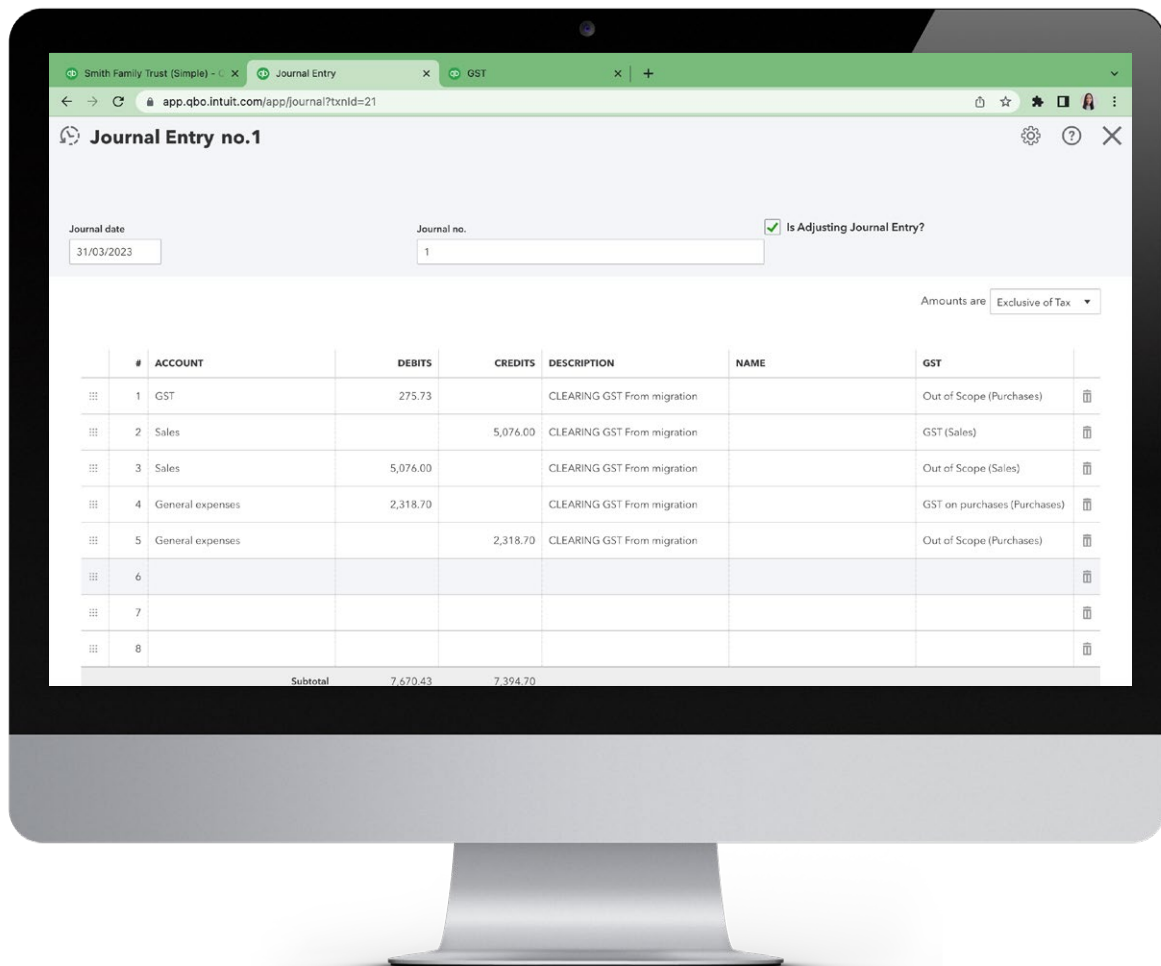 Smith Family Trust (Simple) -
Journal Entry
GST
app.qbo.intuit.com/app/journal?txnId=21
Journal Entry no.1
Journal date
Journal no.
Is Adjusting Journal Entry?
31/03/2023
1
Amounts are Exclusive of Tax
# ACCOUNT DEBITS CREDITS DESCRIPTION NAME GST
1 GST 275.73 CLEARING GST From migration Out of Scope (Purchases)
2 Sales 5,076.00 CLEARING GST From migration GST (Sales)
3 Sales 5,076.00 CLEARING GST From migration Out of Scope (Sales)
4 General expenses 2,318.70 CLEARING GST From migration GST on purchases (Purchases)
5 General expenses 2,318.70 CLEARING GST From migration Out of Scope (Purchases)
6
7
8
Subtotal 7,670.43 7,394.70